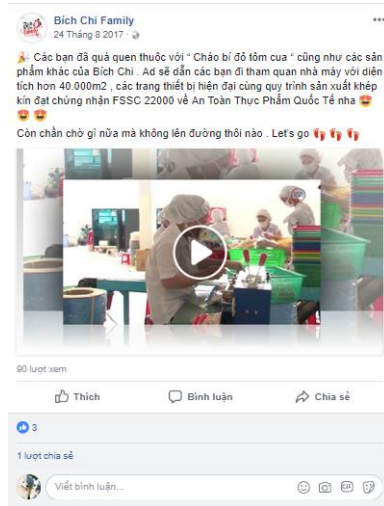 Bích Chi Family
24 Tháng 8 2017 ·
Các bạn đã quá quen thuộc với “ Cháo bí đỏ tôm cua “ cũng như các sản
phẩm khác của Bích Chi . Ad sẽ dẫn các bạn đi tham quan nhà máy với diện
tích hơn 40.000m2 , các trang thiết bị hiện đại cùng quy trình sản xuất khép
kín đạt chứng nhận FSSC 22000 về An Toàn Thực Phẩm Quốc Tế nha
Còn chần chờ gì nữa mà không lên đường thôi nào . Let's go
90 lượt xem
Thích Bình luận Chia sẻ
3
1 lượt chia sẻ
Viết bình luận...
GIF